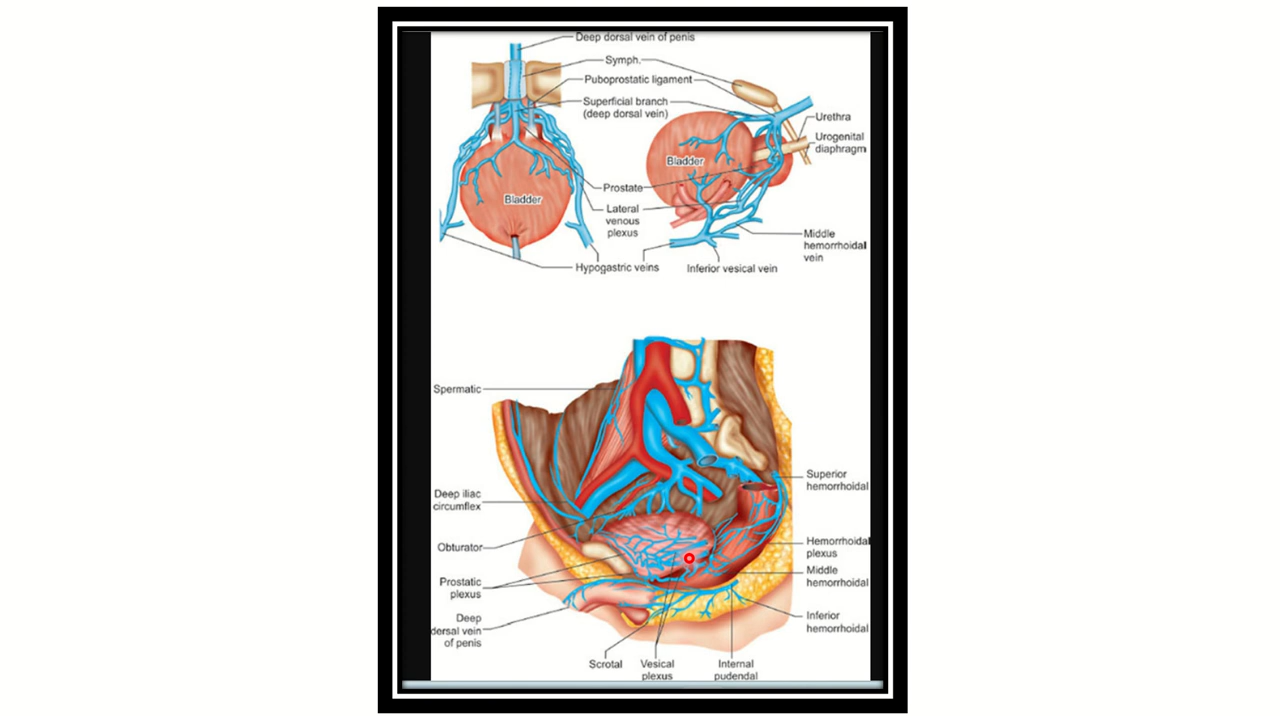 Deep dorsal vein of penis
Symph.
Puboprostatic ligament
Superficial branch
(deep dorsal vein)
Urethra
Urogenital
diaphragm
Bladder
Prostate
Bladder
Lateral
venous
plexus
Middle
hemorrhoidal
vein
Hypogastric veins
Inferior vesical vein
Spermatic
Superior
hemorrhoidal
Deep iliac
circumflex
Obturator
Hemorrhoidal
plexus
Middle
hemorrhoidal
Prostatic
plexus
Inferior
hemorrhoidal
Deep
dersal vein
of penis
Scrotal
Vesical
plexus
Internal
pudendal